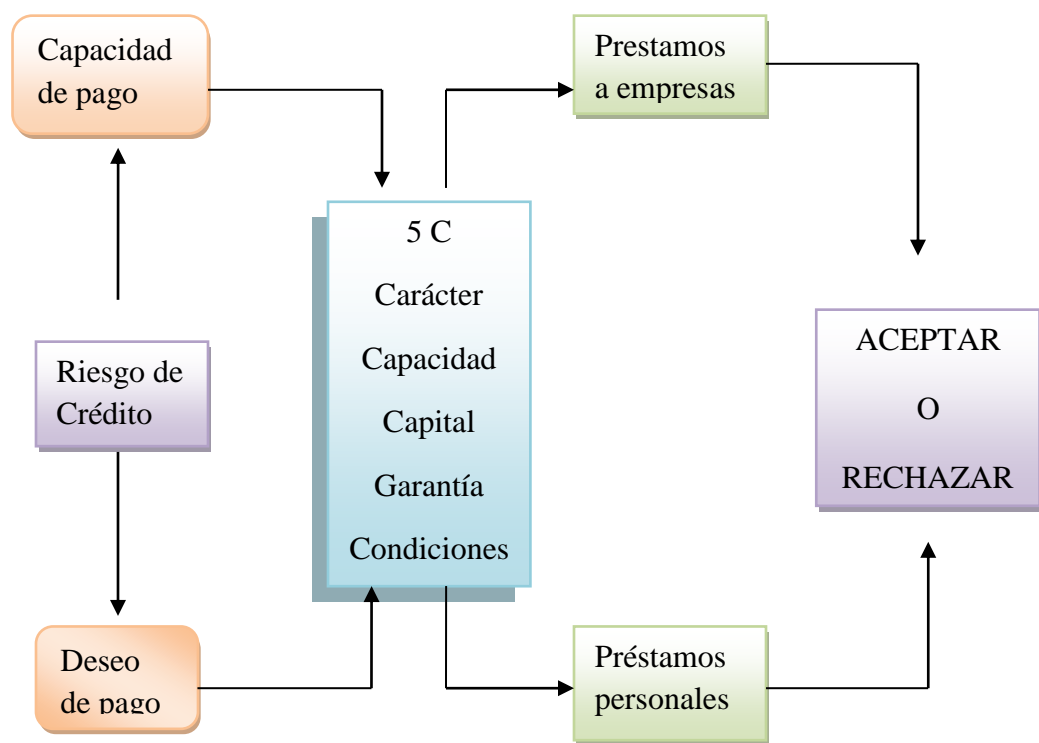 Capacidad
de pago
Prestamos
a empresas
5 C
Carácter
Capacidad
Capital
Garantía
Condiciones
Riesgo de
Crédito
ACEPTAR
O
RECHAZAR
Deseo
de pago
Préstamos
personales